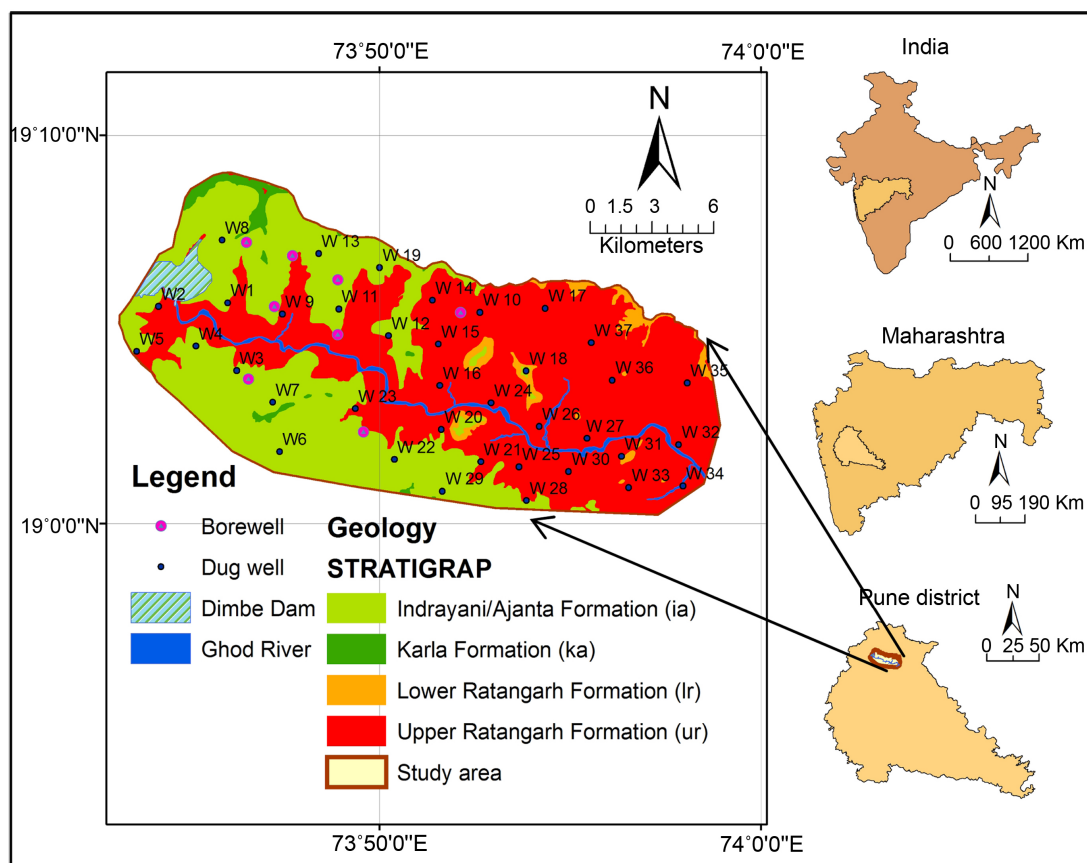 73°50'0"E
74°0'0"E
India
19°10'0"N
N
0 1.5 3 6
Kilometers
N
0 600 1200 Km
W8
W 13
W 19
W2
W1
W 9
W 11
W 14
W 10
W 17
W5
W4
W 12
W 15
W 37
Maharashtra
W3
W 16
W 18
W 36
W 35
W7
W 23
W 24
W 20
W 26
W 27
W 32
W6
W 22
W 21
W 25
W 30
W 31
W 29
W 28
W 33
W 34
N
0 95 190 Km
19°0'0"N
Legend
Borewell
Dug well
Dimbe Dam
Ghod River
Geology
STRATIGRAP
Indrayani/Ajanta Formation (ia)
Karla Formation (ka)
Lower Ratangarh Formation (lr)
Upper Ratangarh Formation (ur)
Study area
Pune district
N
0 25 50 Km
73°50'0"E
74°0'0"E